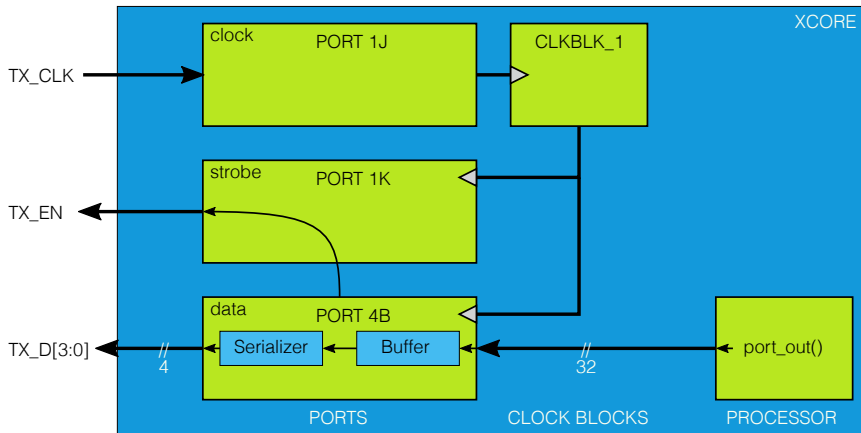 XCORE
clock
PORT 1J
CLKBLK_1
TX_CLK
strobe
PORT 1K
TX_EN
data
PORT 4B
TX_D[3:0]
//
4
Serializer
Buffer
//
32
port_out()
PORTS
CLOCK BLOCKS
PROCESSOR